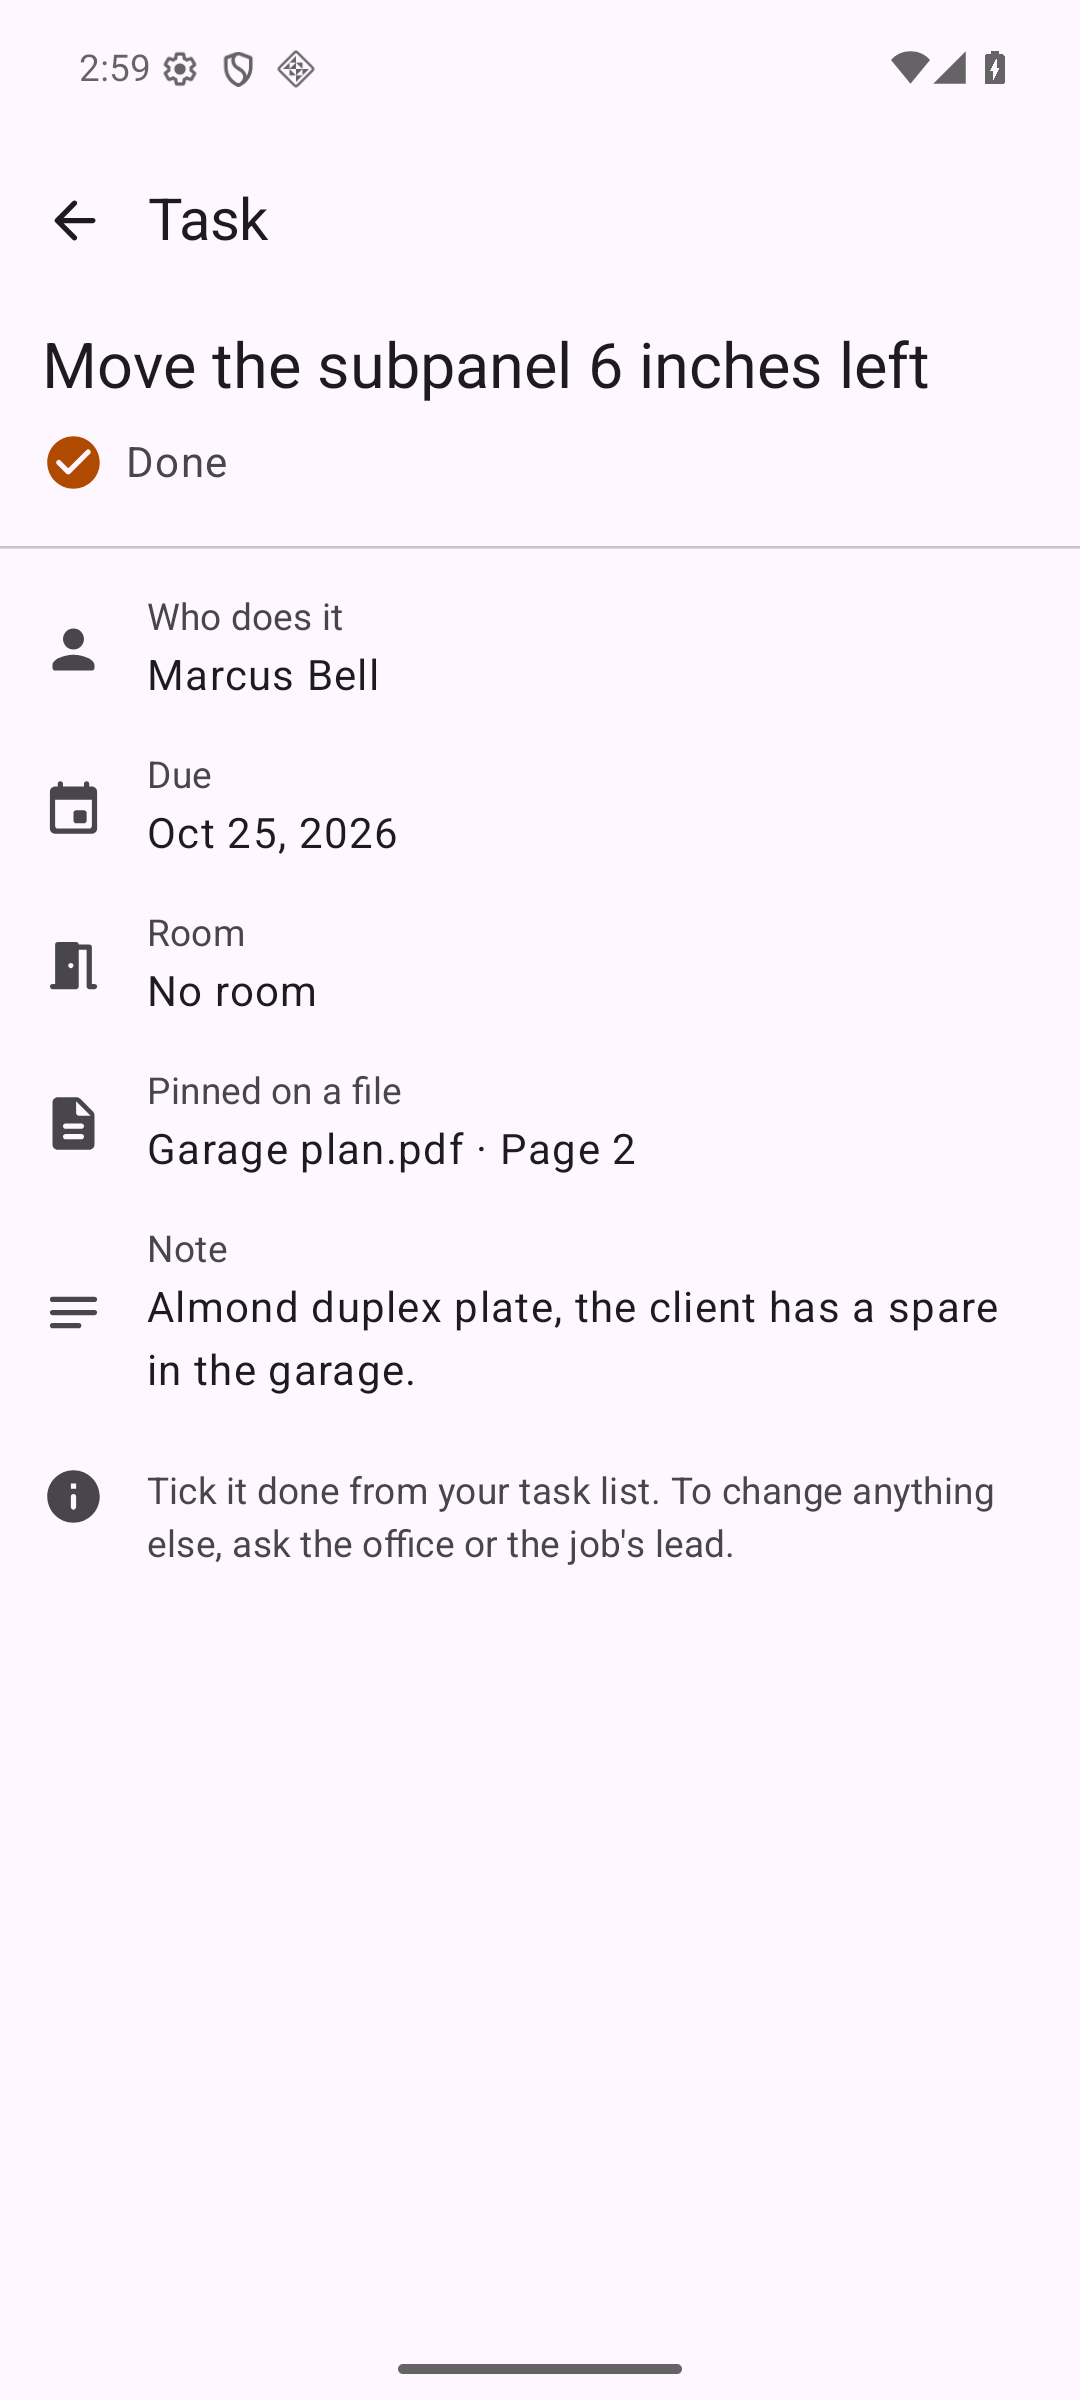 2:59
Task
Move the subpanel 6 inches left
Done
Who does it
Marcus Bell
Due
Oct 25, 2026
Room
No room
Pinned on a file
Garage plan.pdf · Page 2
Note
Almond duplex plate, the client has a spare
in the garage.
Tick it done from your task list. To change anything
else, ask the office or the job's lead.